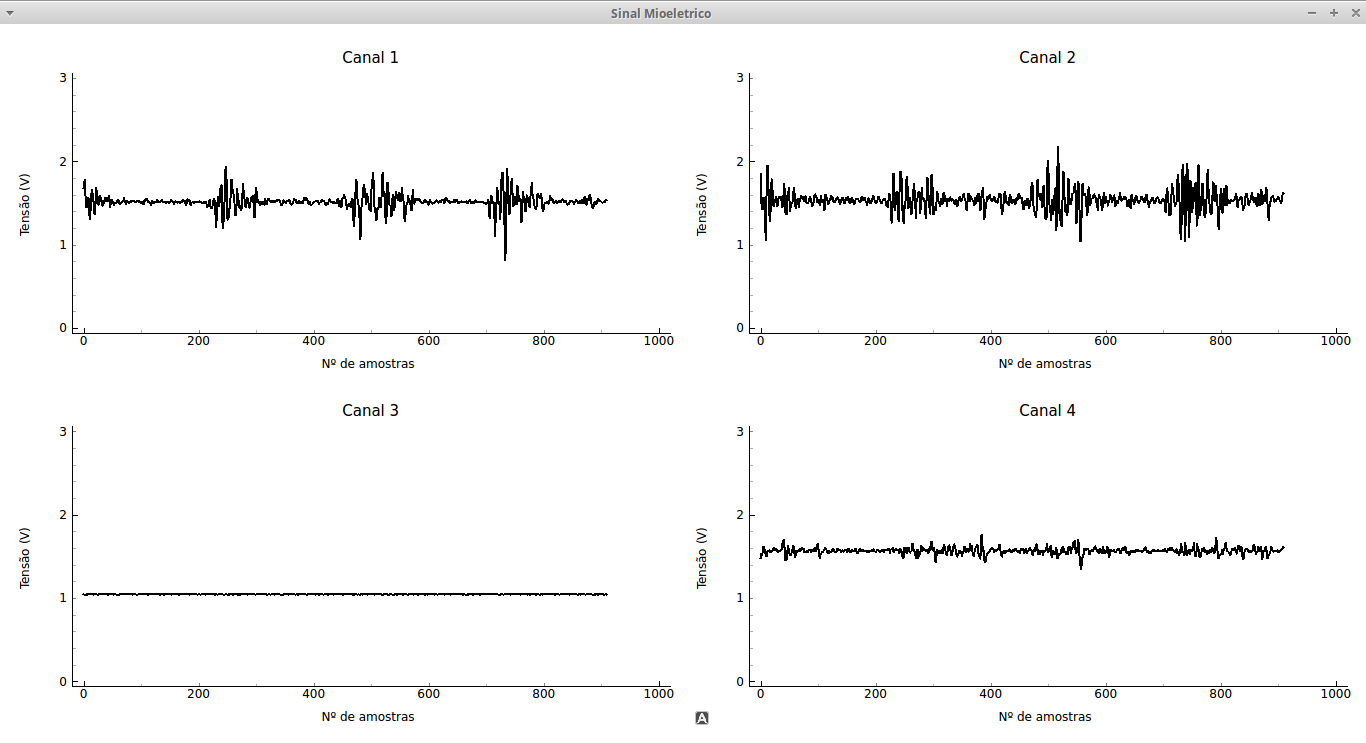 Sinal Mioeletrico
Canal 1
3
2
1
0
Tensão (V)
0 200 400 600 800 1000
Nº de amostras
Canal 2
3
2
1
0
Tensão (V)
0 200 400 600 800 1000
Nº de amostras
Canal 3
3
2
1
0
Tensão (V)
0 200 400 600 800 1000
Nº de amostras
Canal 4
3
2
1
0
Tensão (V)
0 200 400 600 800 1000
Nº de amostras
A